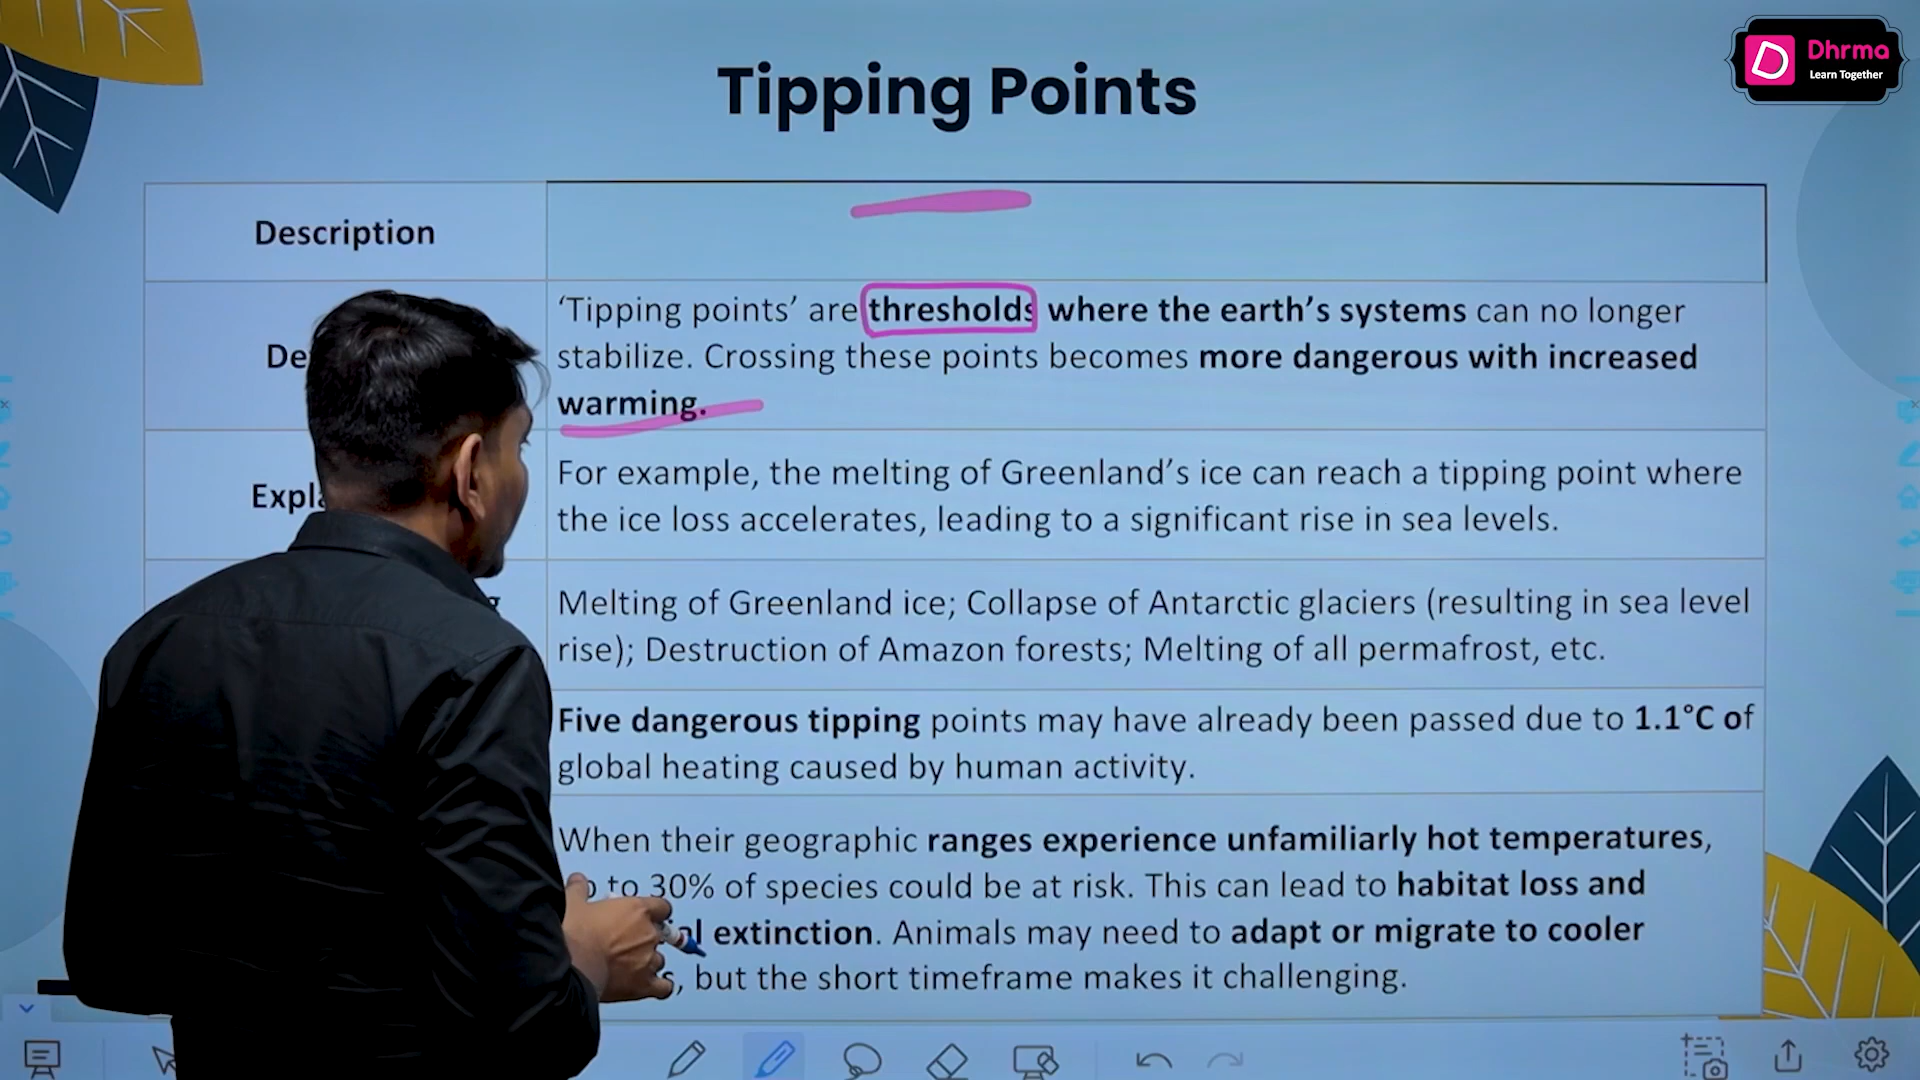 Dhrma
Learn Together
Tipping Points
Description
‘Tipping points’ are thresholds where the earth’s systems can no longer
stabilize. Crossing these points becomes more dangerous with increased
warming.
For example, the melting of Greenland’s ice can reach a tipping point where
the ice loss accelerates, leading to a significant rise in sea levels.
Melting of Greenland ice; Collapse of Antarctic glaciers (resulting in sea level
rise); Destruction of Amazon forests; Melting of all permafrost, etc.
Five dangerous tipping points may have already been passed due to 1.1°C of
global heating caused by human activity.
When their geographic ranges experience unfamiliarly hot temperatures,
to 30% of species could be at risk. This can lead to habitat loss and
extinction. Animals may need to adapt or migrate to cooler
, but the short timeframe makes it challenging.